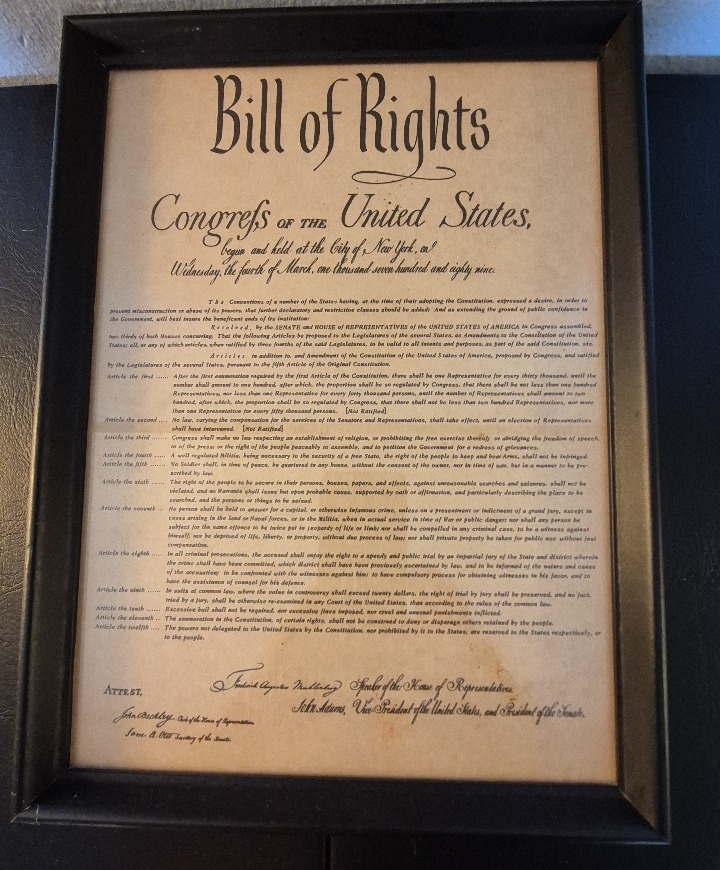 Bill of Rights
Congreſs OF THE United States,
begun and held at the City of New York, on
Wednesday, the fourth of March, one thousand seven hundred and eighty nine.
The Conventions of a number of the States having, at the time of their adopting the Constitution, expressed a desire, in order to
prevent misconstruction or abuse of its powers, that further declaratory and restrictive clauses should be added: And as extending the ground of public confidence in
the Government, will best insure the beneficent ends of its institution:
Resolved, by the SENATE and HOUSE of REPRESENTATIVES of the UNITED STATES of AMERICA in Congress assembled,
two thirds of both Houses concurring, That the following Articles be proposed to the Legislatures of the several States, as Amendments to the Constitution of the United
States; all, or any of which articles, when ratified by three fourths of the said Legislatures, to be valid to all intents and purposes, as part of the said Constitution, viz.
Articles in addition to, and Amendment of the Constitution of the United States of America, proposed by Congress, and ratified
by the Legislatures of the several States, pursuant to the fifth Article of the Original Constitution.
Article the first ...... After the first enumeration required by the first Article of the Constitution, there shall be one Representative for every thirty thousand, until the
number shall amount to one hundred, after which, the proportion shall be so regulated by Congress, that there shall be not less than one hundred
Representatives, nor less than one Representative for every forty thousand persons, until the number of Representatives shall amount to two
hundred, after which, the proportion shall be so regulated by Congress, that there shall not be less than two hundred Representatives, nor more
than one Representative for every fifty thousand persons. [Not Ratified]
Article the second ..... No law, varying the compensation for the services of the Senators and Representatives, shall take effect, until an election of Representatives
shall have intervened. [Not Ratified]
Article the third ...... Congress shall make no law respecting an establishment of religion, or prohibiting the free exercise thereof; or abridging the freedom of speech,
or of the press or the right of the people peaceably to assemble, and to petition the Government for a redress of grievances.
Article the fourth ..... A well regulated Militia, being necessary to the security of a free State, the right of the people to keep and bear Arms, shall not be infringed.
Article the fifth ...... No Soldier shall, in time of peace, be quartered in any house, without the consent of the owner, nor in time of war, but in a manner to be pre-
scribed by law.
Article the sixth ...... The right of the people to be secure in their persons, houses, papers, and effects, against unreasonable searches and seizures, shall not be
violated, and no Warrants shall issue but upon probable cause, supported by oath or affirmation, and particularly describing the place to be
searched, and the persons or things to be seized.
Article the seventh .... No person shall be held to answer for a capital, or otherwise infamous crime, unless on a presentment or indictment of a grand jury, except in
cases arising in the land or Naval forces, or in the Militia, when in actual service in time of War or public danger; nor shall any person be
subject for the same offence to be twice put in jeopardy of life or limb; nor shall be compelled in any criminal case, to be a witness against
himself, nor be deprived of life, liberty, or property, without due process of law; nor shall private property be taken for public use without just
compensation.
Article the eighth ..... In all criminal prosecutions, the accused shall enjoy the right to a speedy and public trial by an impartial jury of the State and district wherein
the crime shall have been committed, which district shall have been previously ascertained by law, and to be informed of the nature and cause
of the accusation; to be confronted with the witnesses against him; to have compulsory process for obtaining witnesses in his favor, and to
have the assistance of counsel for his defence.
Article the ninth ...... In suits at common law, where the value in controversy shall exceed twenty dollars, the right of trial by jury shall be preserved, and no fact,
tried by a jury, shall be otherwise re-examined in any Court of the United States, than according to the rules of the common law.
Article the tenth ...... Excessive bail shall not be required, nor excessive fines imposed, nor cruel and unusual punishments inflicted.
Article the eleventh ... The enumeration in the Constitution, of certain rights, shall not be construed to deny or disparage others retained by the people.
Article the twelfth .... The powers not delegated to the United States by the Constitution, nor prohibited by it to the States, are reserved to the States respectively, or
to the people.
ATTEST,
Frederick Augustus Muhlenberg Speaker of the House of Representatives.
John Adams, Vice President of the United States, and President of the Senate.
John Beckley, Clerk of the House of Representatives
Sam. A. Otis Secretary of the Senate